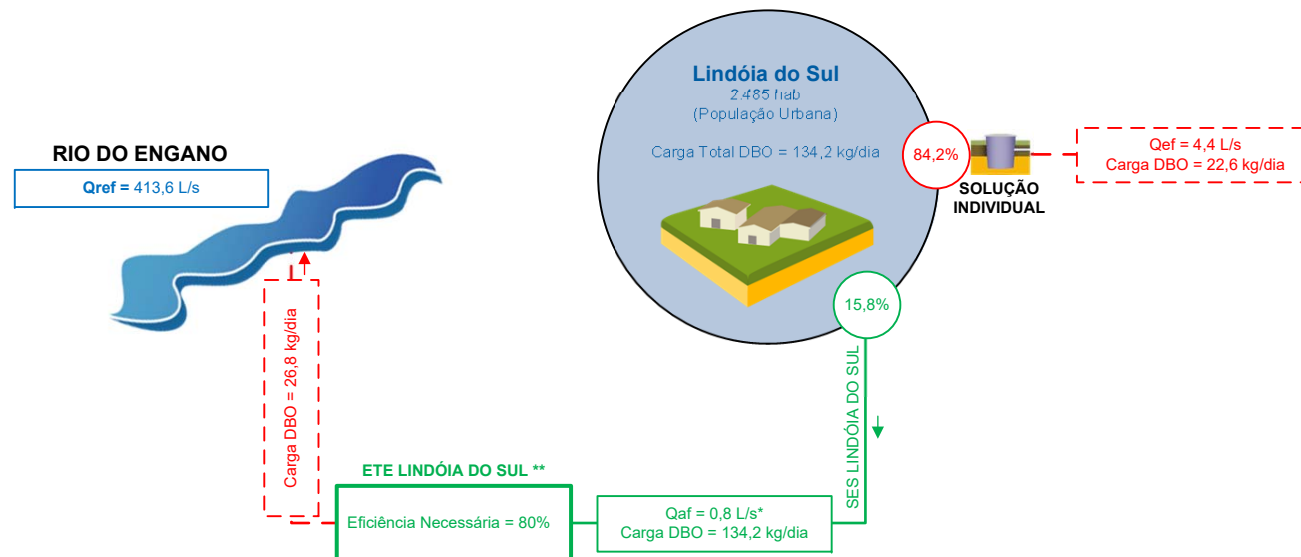 Lindóia do Sul
2.485 hab
(População Urbana)
Carga Total DBO = 134,2 kg/dia
84,2%
SOLUÇÃO
INDIVIDUAL
Qef = 4,4 L/s
Carga DBO = 22,6 kg/dia
RIO DO ENGANO
Qref = 413,6 L/s
15,8%
SES LINDÓIA DO SUL
Carga DBO = 26,8 kg/dia
ETE LINDÓIA DO SUL **
Eficiência Necessária = 80%
Qaf = 0,8 L/s*
Carga DBO = 134,2 kg/dia